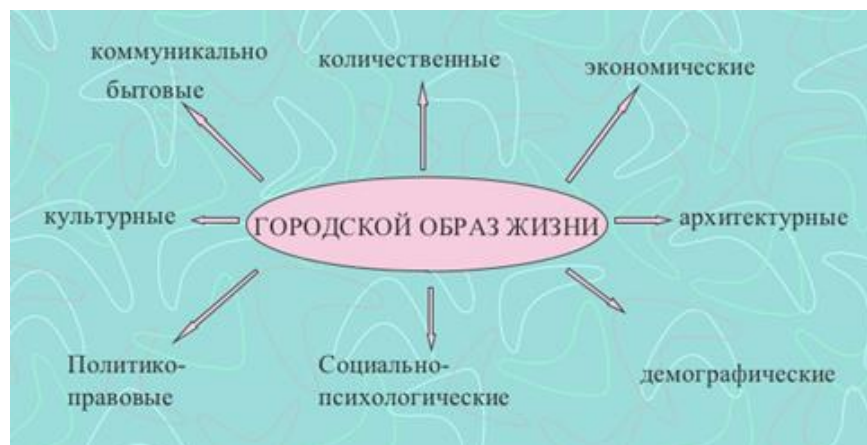 коммуникально
бытовые
количественные
экономические
культурные
ГОРОДСКОЙ ОБРАЗ ЖИЗНИ
архитектурные
Политико-
правовые
Социально-
психологические
демографические